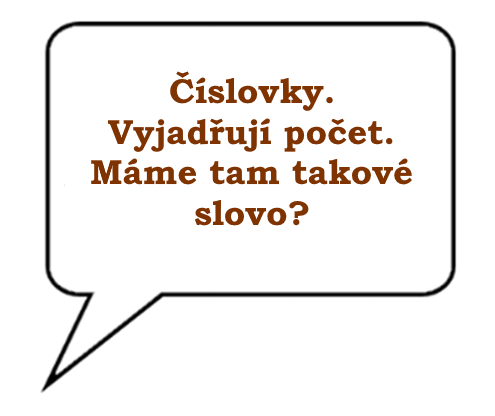 Číslovky.
Vyjadřují počet.
Máme tam takové
slovo?